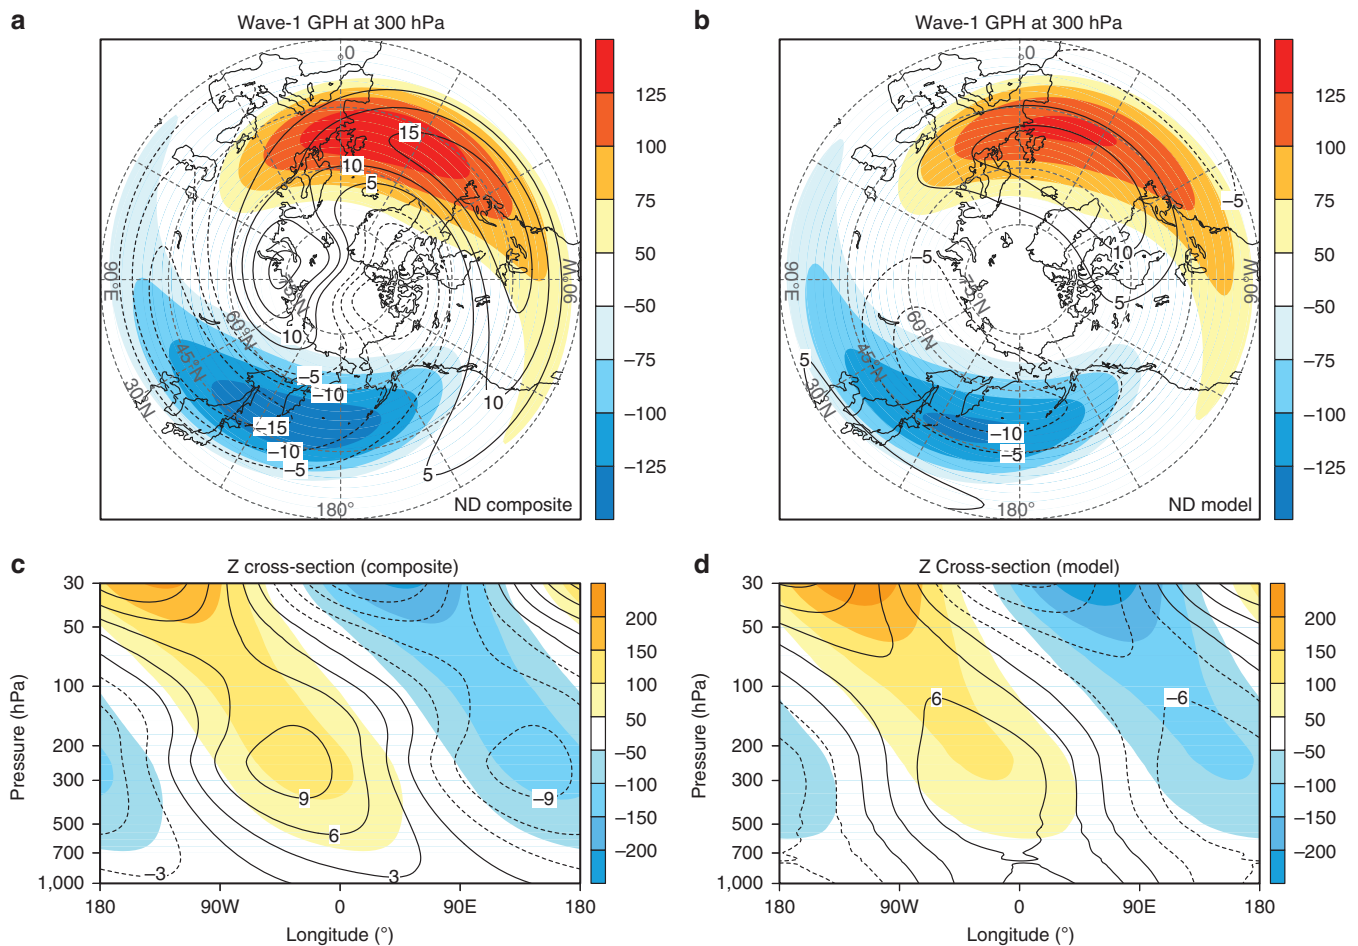 a
Wave-1 GPH at 300 hPa
0
15
10
5
90°E
90°W
75°N
60°N
45°N
30°N
10
−5
−10
−15
−10
−5
10
5
180°
ND composite
125
100
75
50
−50
−75
−100
−125
b
Wave-1 GPH at 300 hPa
0
−5
−5
10
5
90°E
90°W
75°N
60°N
45°N
30°N
5
−10
−5
180°
ND model
125
100
75
50
−50
−75
−100
−125
c
Z cross-section (composite)
Pressure (hPa)
30
50
100
200
300
500
700
1,000
9
6
3
−3
−9
180
90W
0
90E
180
Longitude (°)
200
150
100
50
−50
−100
−150
−200
d
Z Cross-section (model)
Pressure (hPa)
30
50
100
200
300
500
700
1,000
6
−6
180
90W
0
90E
180
Longitude (°)
200
150
100
50
−50
−100
−150
−200